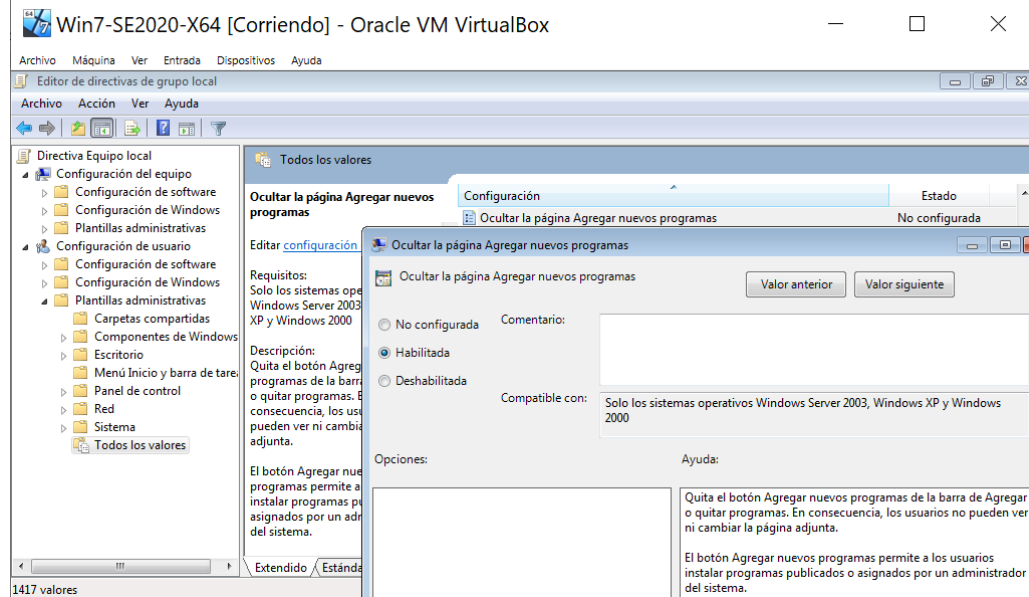 Win7-SE2020-X64 [Corriendo] - Oracle VM VirtualBox
Archivo Máquina Ver Entrada Dispositivos Ayuda
Editor de directivas de grupo local
Archivo Acción Ver Ayuda
Directiva Equipo local
Configuración del equipo
Configuración de software
Configuración de Windows
Plantillas administrativas
Configuración de usuario
Configuración de software
Configuración de Windows
Plantillas administrativas
Carpetas compartidas
Componentes de Windows
Escritorio
Menú Inicio y barra de tare
Panel de control
Red
Sistema
Todos los valores
1417 valores
Todos los valores
Ocultar la página Agregar nuevos
programas
Editar configuración
Requisitos:
Solo los sistemas ope
Windows Server 2003
XP y Windows 2000
Descripción:
Quita el botón Agreg
programas de la barr
o quitar programas. E
consecuencia, los usu
pueden ver ni cambia
adjunta.
El botón Agregar nue
programas permite a
instalar programas pu
asignados por un adr
del sistema.
Extendido Estánda
Configuración Estado
Ocultar la página Agregar nuevos programas No configurada
Ocultar la página Agregar nuevos programas
Ocultar la página Agregar nuevos programas
Valor anterior Valor siguiente
No configurada
Habilitada
Deshabilitada
Comentario:
Compatible con:
Solo los sistemas operativos Windows Server 2003, Windows XP y Windows
2000
Opciones:
Ayuda:
Quita el botón Agregar nuevos programas de la barra de Agregar
o quitar programas. En consecuencia, los usuarios no pueden ver
ni cambiar la página adjunta.
El botón Agregar nuevos programas permite a los usuarios
instalar programas publicados o asignados por un administrador
del sistema.